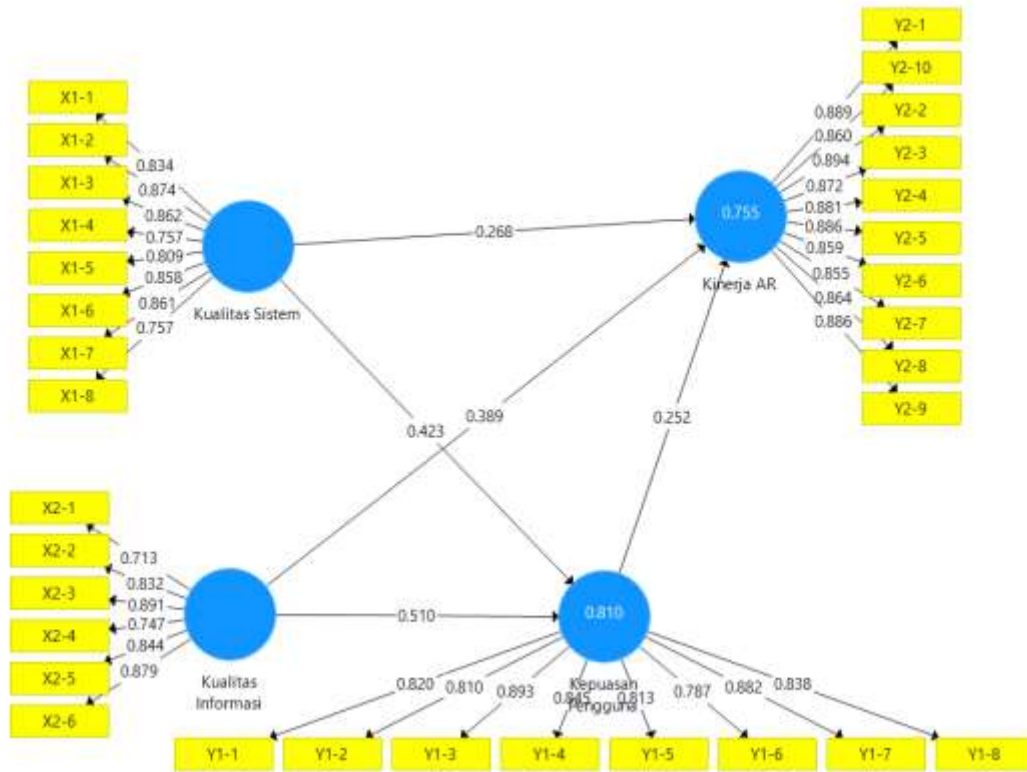 X1-1
X1-2
X1-3
X1-4
X1-5
X1-6
X1-7
X1-8
0.834
0.874
0.862
0.757
0.809
0.858
0.861
0.757
Kualitas Sistem
0.268
0.423
0.389
0.755
Kinerja AR
0.889
0.860
0.894
0.872
0.881
0.886
0.859
0.855
0.864
0.886
Y2-1
Y2-10
Y2-2
Y2-3
Y2-4
Y2-5
Y2-6
Y2-7
Y2-8
Y2-9
0.252
X2-1
X2-2
X2-3
X2-4
X2-5
X2-6
0.713
0.832
0.891
0.747
0.844
0.879
Kualitas
Informasi
0.510
0.810
Kepuasan
Pengguna
0.820
0.810
0.893
0.813
0.787
0.882
0.838
Y1-1
Y1-2
Y1-3
Y1-4
Y1-5
Y1-6
Y1-7
Y1-8